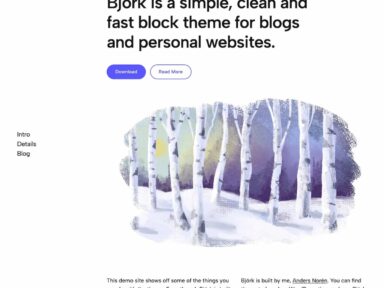 Björk is a simple, clean and
fast block theme for blogs
and personal websites.
Download
Read More
Intro
Details
Blog
This demo site shows off some of the things you
Björk is built by me, Anders Norén. You can find